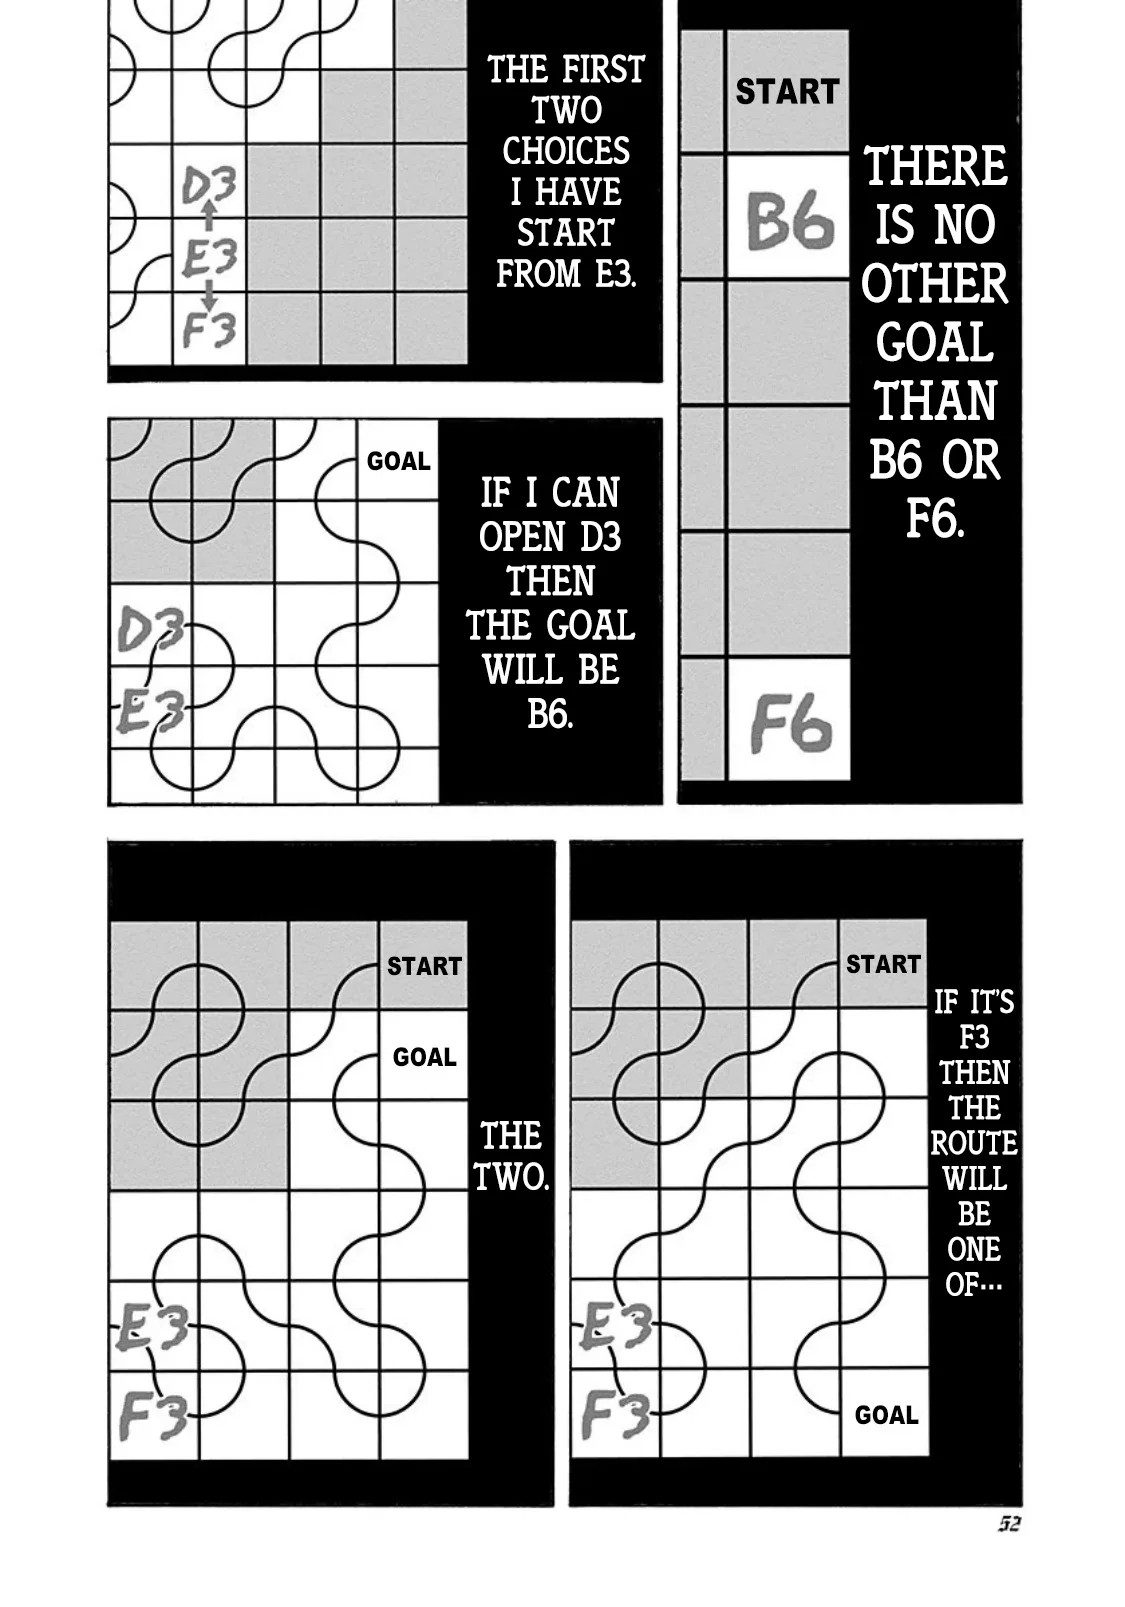 THERE
IS NO
OTHER
GOAL
THAN
B6 OR
F6.
START
B6
F6
THE FIRST
TWO
CHOICES
I HAVE
START
FROM E3.
D3
E3
F3
IF I CAN
OPEN D3
THEN
THE GOAL
WILL BE
B6.
GOAL
D3
E3
IF IT'S
F3
THEN
THE
ROUTE
WILL
BE
ONE
OF...
START
E3
F3
GOAL
THE
TWO.
START
GOAL
E3
F3
52